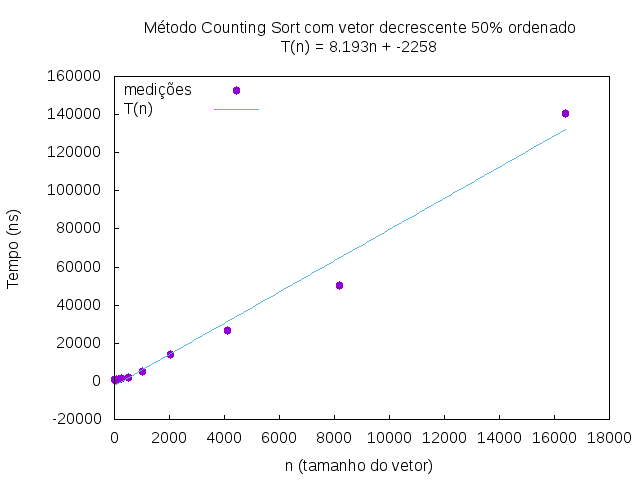 Método Counting Sort com vetor decrescente 50% ordenado
T(n) = 8.193n + -2258
160000
140000
120000
100000
80000
60000
40000
20000
0
-20000
medições
T(n)
Tempo (ns)
0 2000 4000 6000 8000 10000 12000 14000 16000 18000
n (tamanho do vetor)